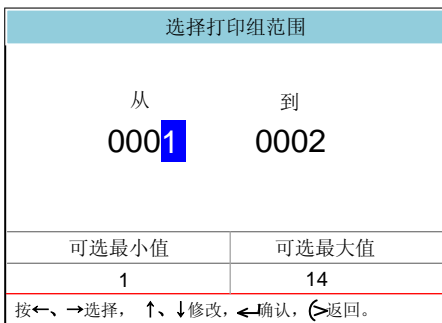 选择打印组范围
从 到
0001 0002
可选最小值 可选最大值
1 14
按←、→选择， ↑、↓修改， ↵确认， 返回。